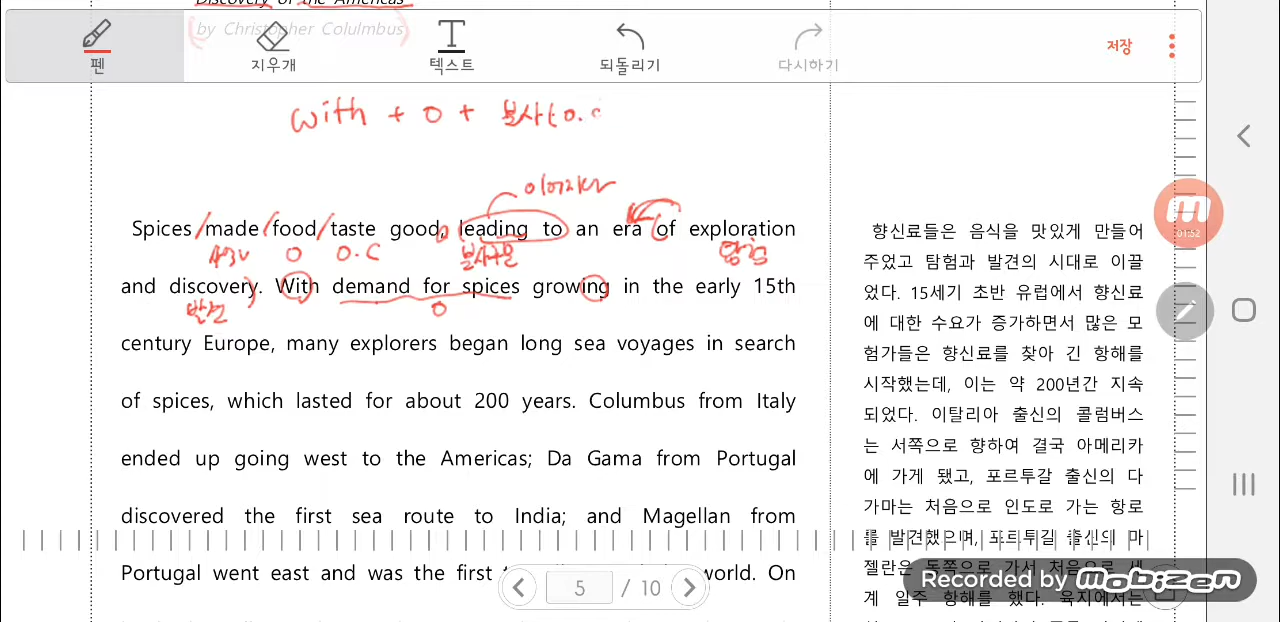 Discovery of the Americas
by Christopher Colulmbus
펜
지우개
텍스트
되돌리기
다시하기
저장
with + O + 분사(O.C
이어지다
Spices made food taste good, leading to an era of exploration
사역V O O.C 분사구문 탐험
and discovery. With demand for spices growing in the early 15th
발견 O
century Europe, many explorers began long sea voyages in search
of spices, which lasted for about 200 years. Columbus from Italy
ended up going west to the Americas; Da Gama from Portugal
discovered the first sea route to India; and Magellan from
Portugal went east and was the first world. On
향신료들은 음식을 맛있게 만들어
주었고 탐험과 발견의 시대로 이끌
었다. 15세기 초반 유럽에서 향신료
에 대한 수요가 증가하면서 많은 모
험가들은 향신료를 찾아 긴 항해를
시작했는데, 이는 약 200년간 지속
되었다. 이탈리아 출신의 콜럼버스
는 서쪽으로 향하여 결국 아메리카
에 가게 됐고, 포르투갈 출신의 다
가마는 처음으로 인도로 가는 항로
를 발견했으며, 포르투갈 출신의 마
젤란은 동쪽으로 가서 처음으로 세
계 일주 항해를 했다. 육지에서는
5 / 10
01:52
Recorded by mobizen